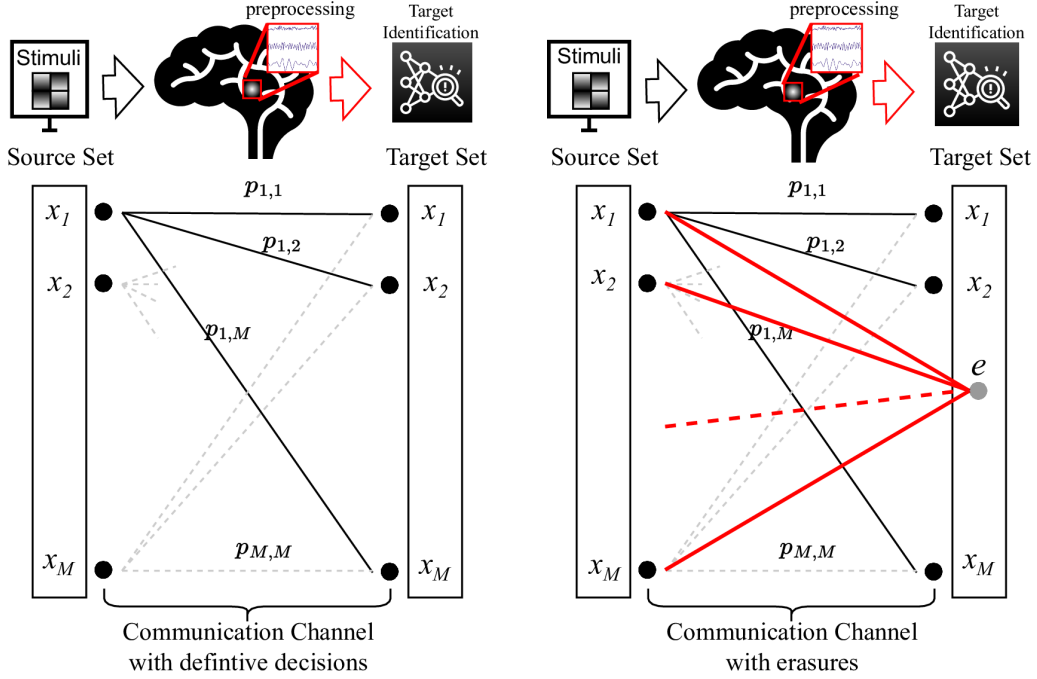 preprocessing
Target
Identification
Stimuli
Source Set
Target Set
p1,1
x1
x1
p1,2
x2
x2
p1,M
pM,M
xM
xM
Communication Channel
with defintive decisions
preprocessing
Target
Identification
Stimuli
Source Set
Target Set
p1,1
x1
x1
p1,2
x2
x2
p1,M
e
pM,M
xM
xM
Communication Channel
with erasures